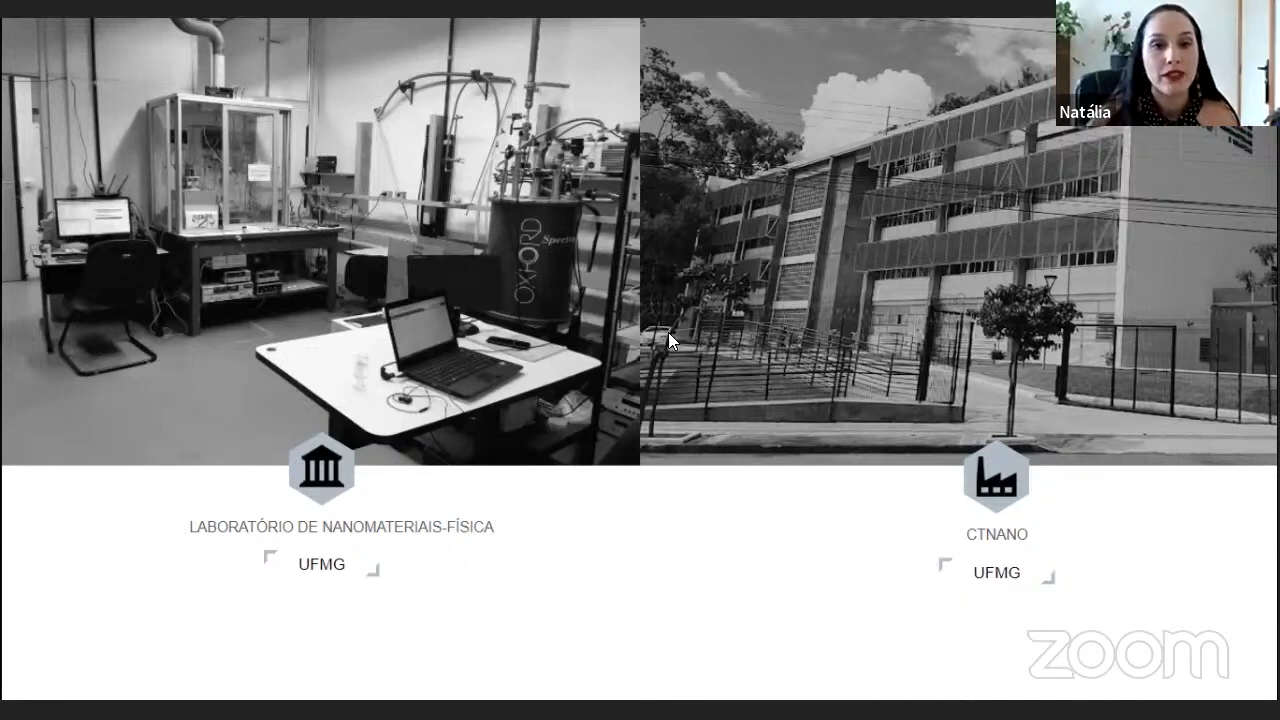 Natália
OXFORD
LABORATÓRIO DE NANOMATERIAIS-FÍSICA
UFMG
CTNANO
UFMG
zoom